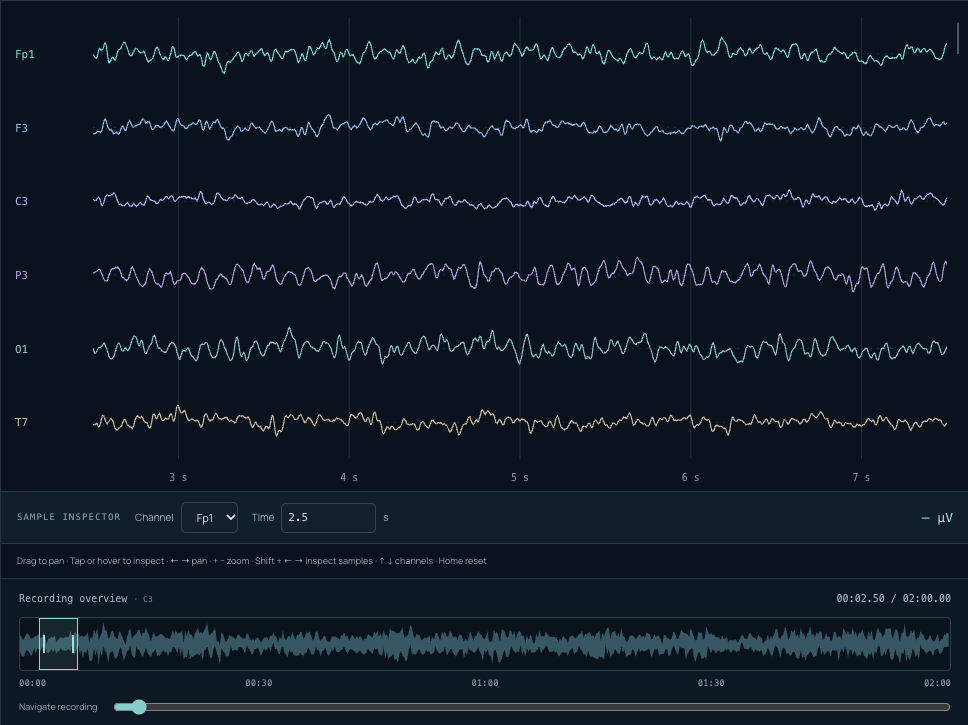 Fp1
F3
C3
P3
O1
T7
3 s 4 s 5 s 6 s 7 s
SAMPLE INSPECTOR Channel Fp1 Time 2.5 s — μV
Drag to pan · Tap or hover to inspect · ← → pan · + − zoom · Shift + ← → inspect samples · ↑ ↓ channels · Home reset
Recording overview · C3 00:02.50 / 02:00.00
00:00 00:30 01:00 01:30 02:00
Navigate recording